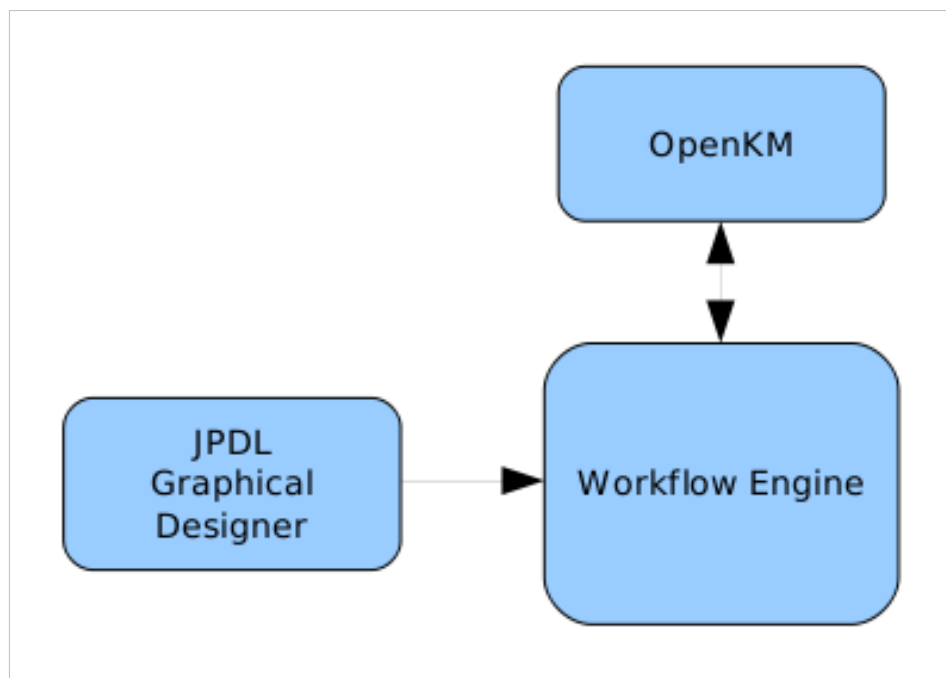 OpenKM
JPDL
Graphical
Designer
Workflow Engine